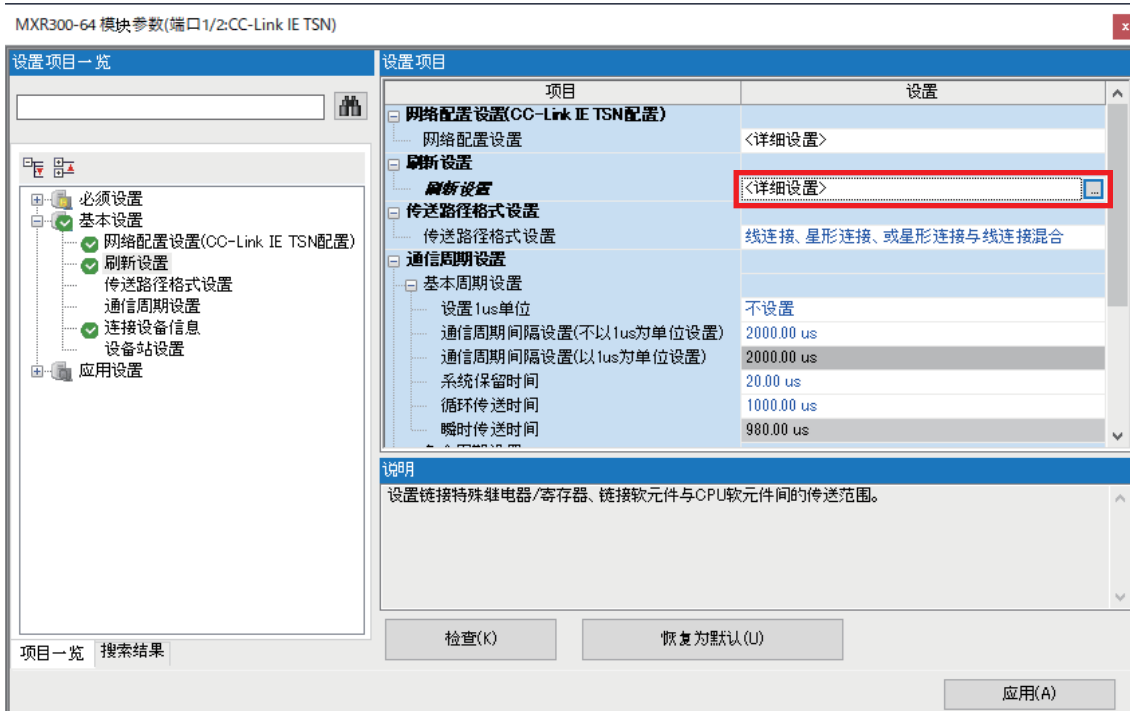 MXR300-64 模块参数(端口1/2:CC-Link IE TSN)
x
设置项目一览
必须设置
基本设置
网络配置设置(CC-Link IE TSN配置)
刷新设置
传送路径格式设置
通信周期设置
连接设备信息
设备站设置
应用设置
项目一览 搜索结果
设置项目
项目 设置
网络配置设置(CC-Link IE TSN配置)
网络配置设置 <详细设置>
刷新设置
刷新设置 <详细设置> ...
传送路径格式设置
传送路径格式设置 线连接、星形连接、或星形连接与线连接混合
通信周期设置
基本周期设置
设置1us单位 不设置
通信周期间隔设置(不以1us为单位设置) 2000.00 us
通信周期间隔设置(以1us为单位设置) 2000.00 us
系统保留时间 20.00 us
循环传送时间 1000.00 us
瞬时传送时间 980.00 us
说明
设置链接特殊继电器/寄存器、链接软元件与CPU软元件间的传送范围。
检查(K) 恢复为默认(U)
应用(A)